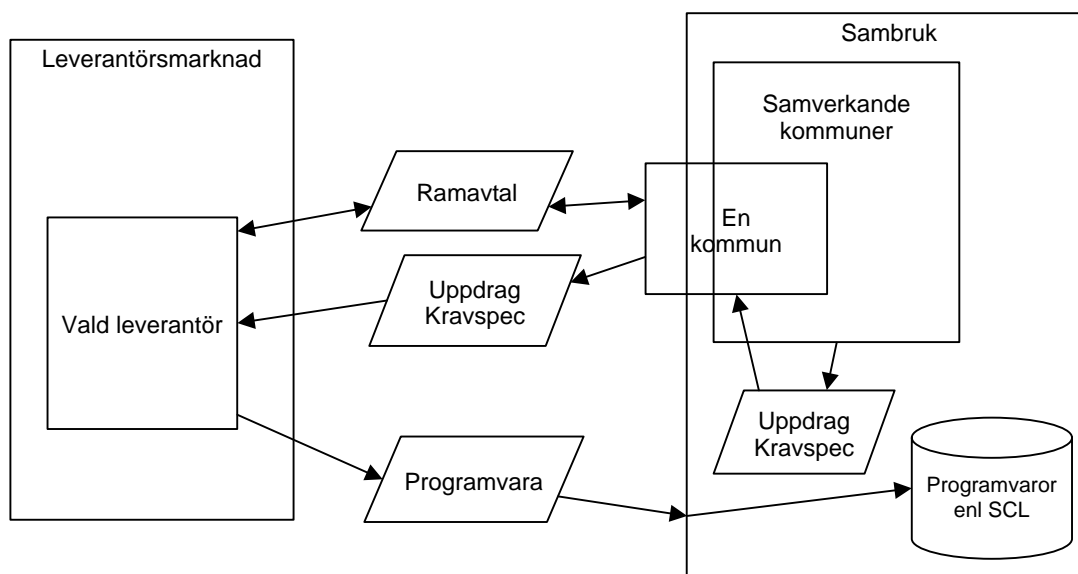 Leverantörsmarknad
Vald leverantör
Ramavtal
Uppdrag
Kravspec
Programvara
Sambruk
Samverkande
kommuner
En
kommun
Uppdrag
Kravspec
Programvaror
enl SCL